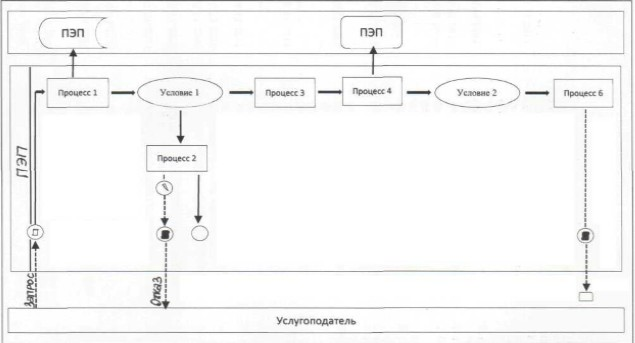 ПЭП
ПЭП
ПЭП
Процесс 1
Условие 1
Процесс 3
Процесс 4
Условие 2
Процесс 6
Процесс 2
Запрос
Отказ
Услугоподатель